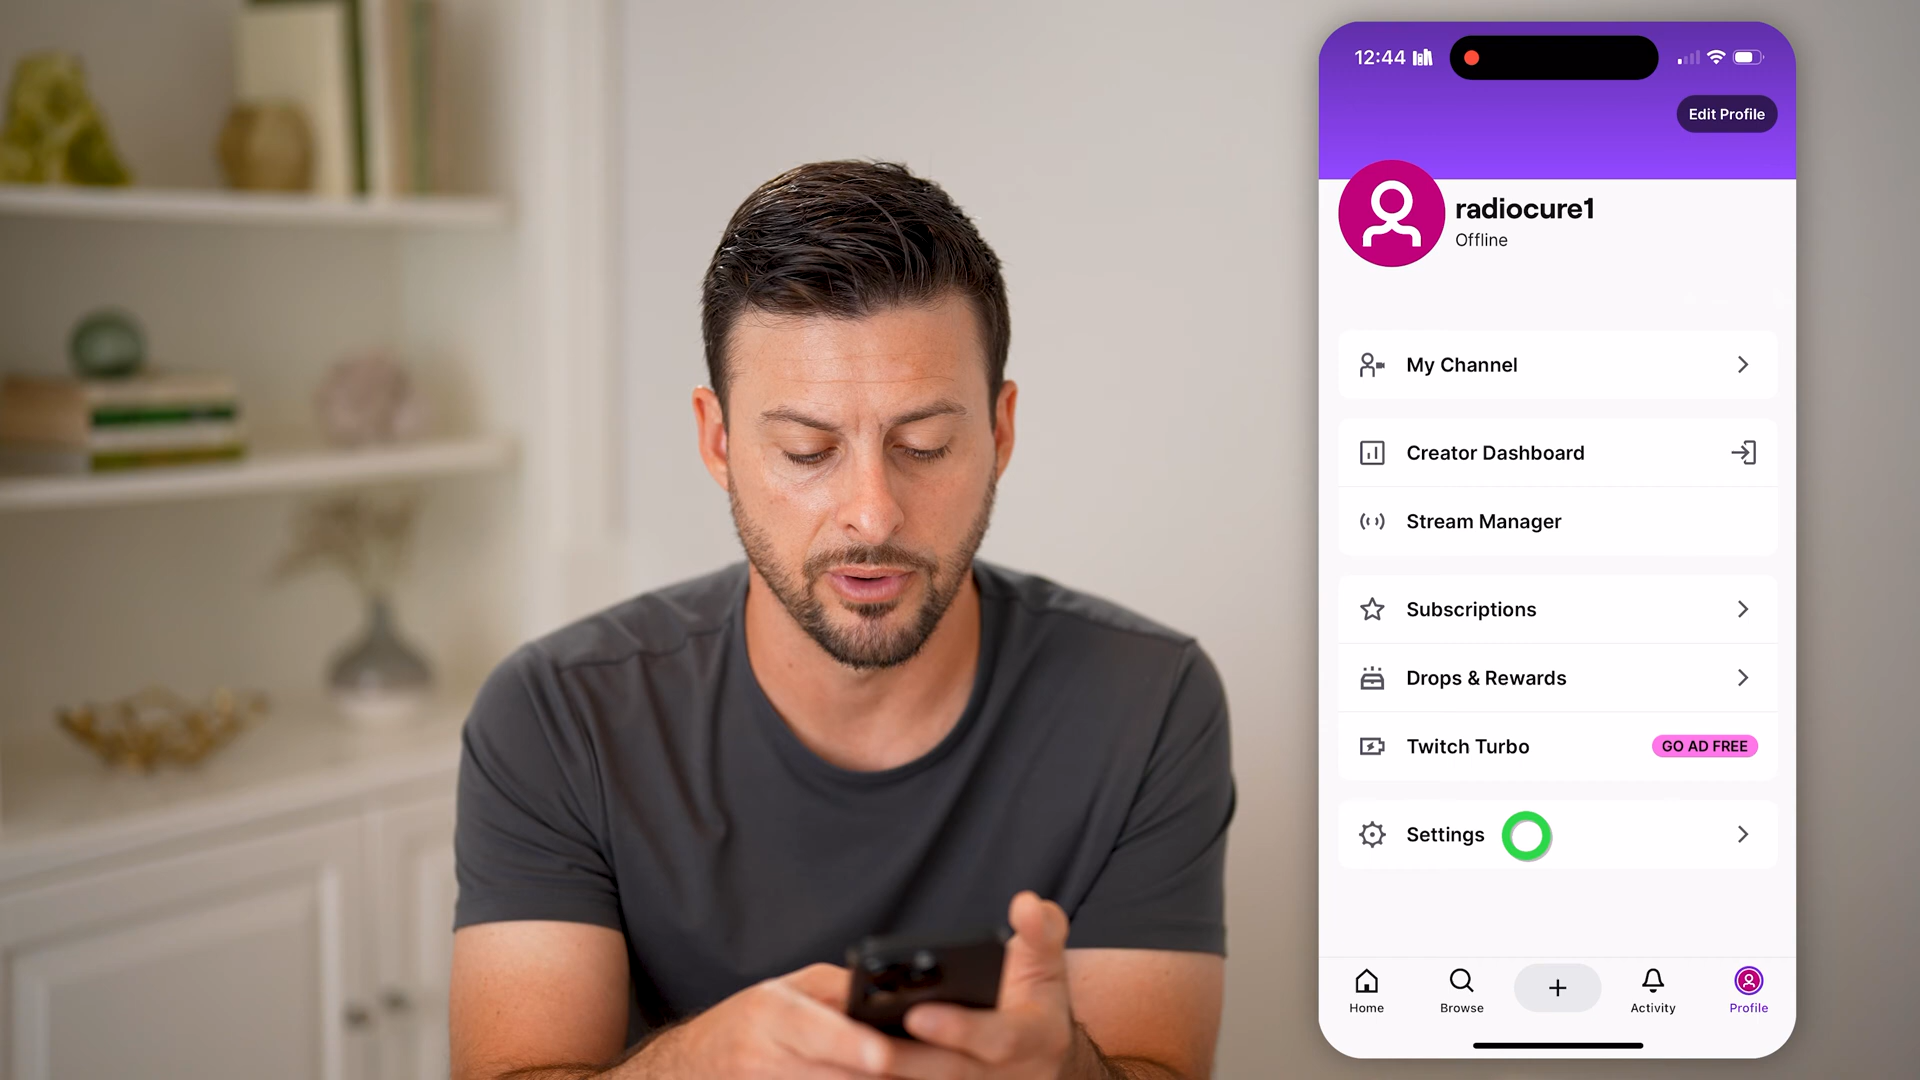 12:44
Edit Profile
radiocure1
Offline
My Channel
Creator Dashboard
Stream Manager
Subscriptions
Drops & Rewards
Twitch Turbo
GO AD FREE
Settings
Home
Browse
Activity
Profile